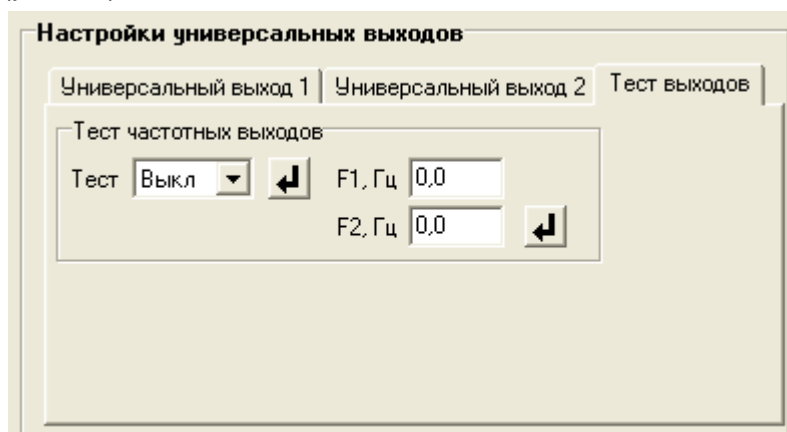 Настройки универсальных выходов
Универсальный выход 1 Универсальный выход 2 Тест выходов
Тест частотных выходов
Тест Выкл F1, Гц 0,0
F2, Гц 0,0